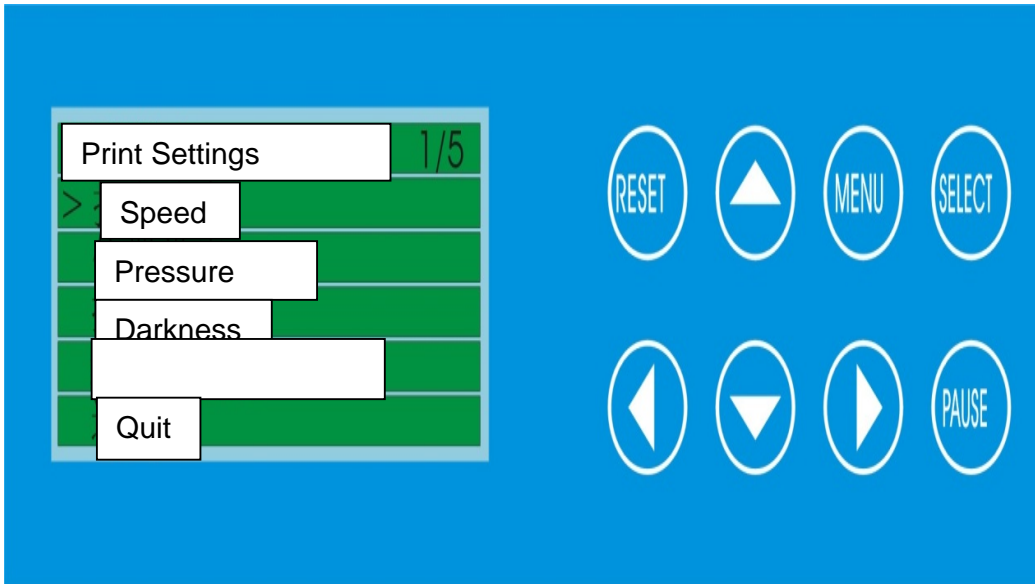 Print Settings 1/5
> Speed
Pressure
Darkness
Quit
RESET MENU SELECT
PAUSE